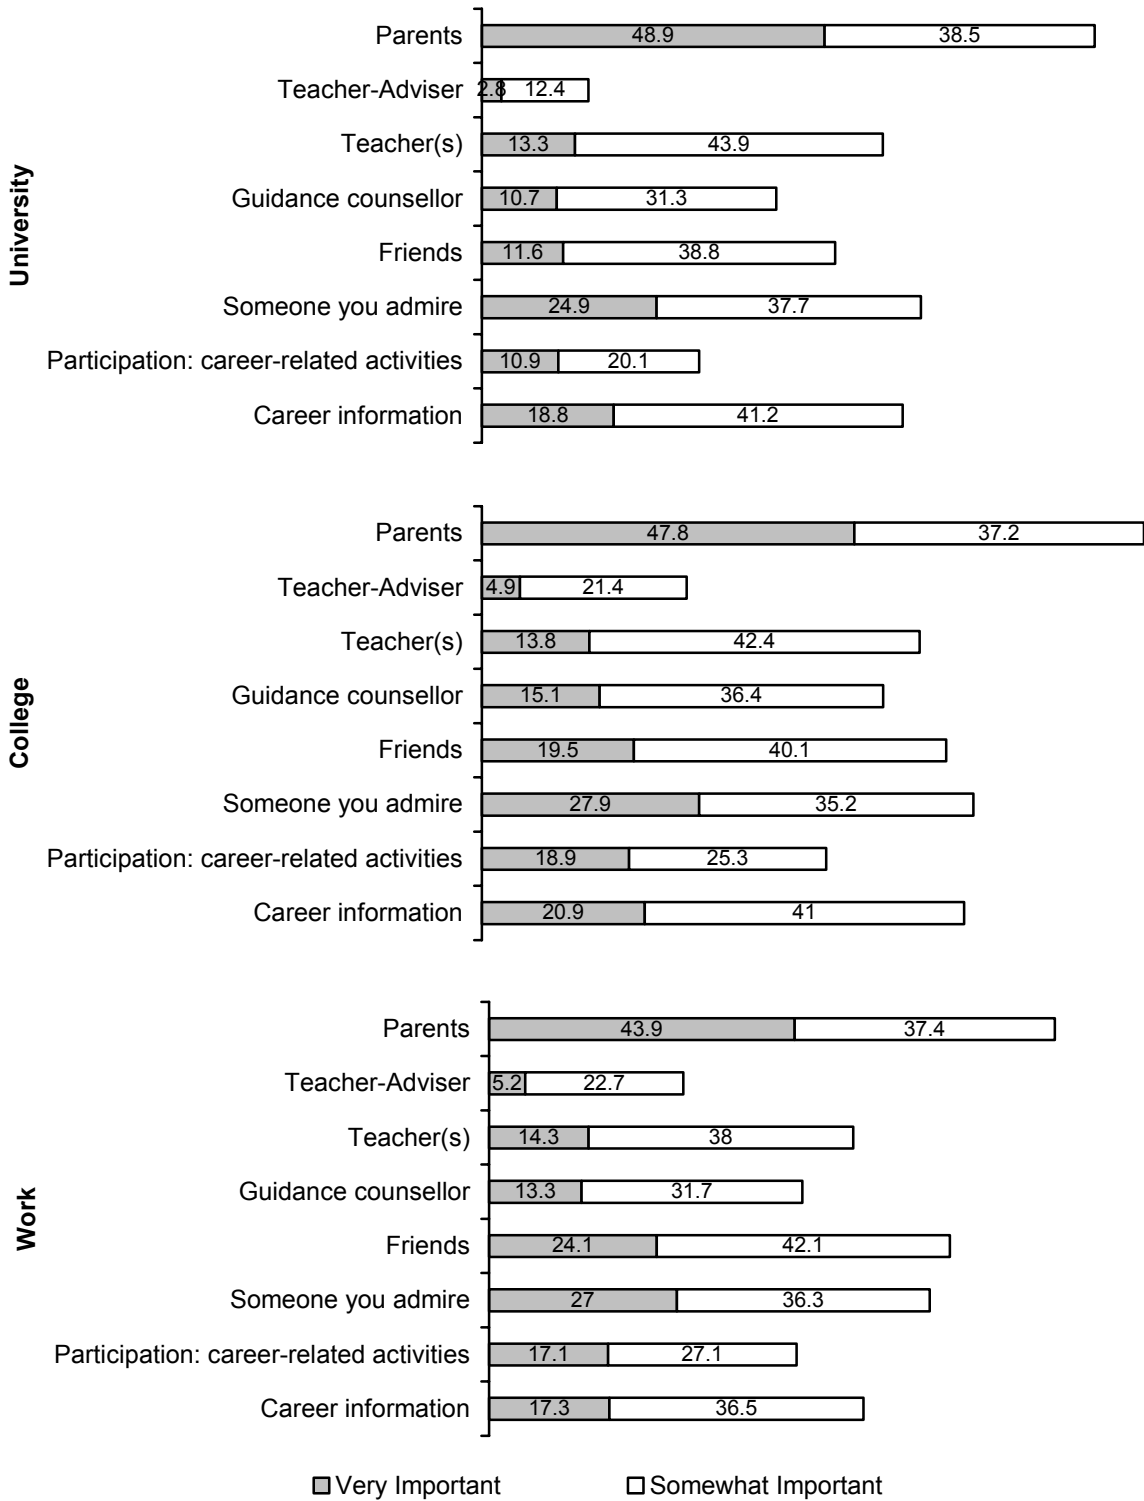 University
Parents 48.9 38.5
Teacher-Adviser 2.8 12.4
Teacher(s) 13.3 43.9
Guidance counsellor 10.7 31.3
Friends 11.6 38.8
Someone you admire 24.9 37.7
Participation: career-related activities 10.9 20.1
Career information 18.8 41.2
College
Parents 47.8 37.2
Teacher-Adviser 4.9 21.4
Teacher(s) 13.8 42.4
Guidance counsellor 15.1 36.4
Friends 19.5 40.1
Someone you admire 27.9 35.2
Participation: career-related activities 18.9 25.3
Career information 20.9 41
Work
Parents 43.9 37.4
Teacher-Adviser 5.2 22.7
Teacher(s) 14.3 38
Guidance counsellor 13.3 31.7
Friends 24.1 42.1
Someone you admire 27 36.3
Participation: career-related activities 17.1 27.1
Career information 17.3 36.5
Very Important Somewhat Important